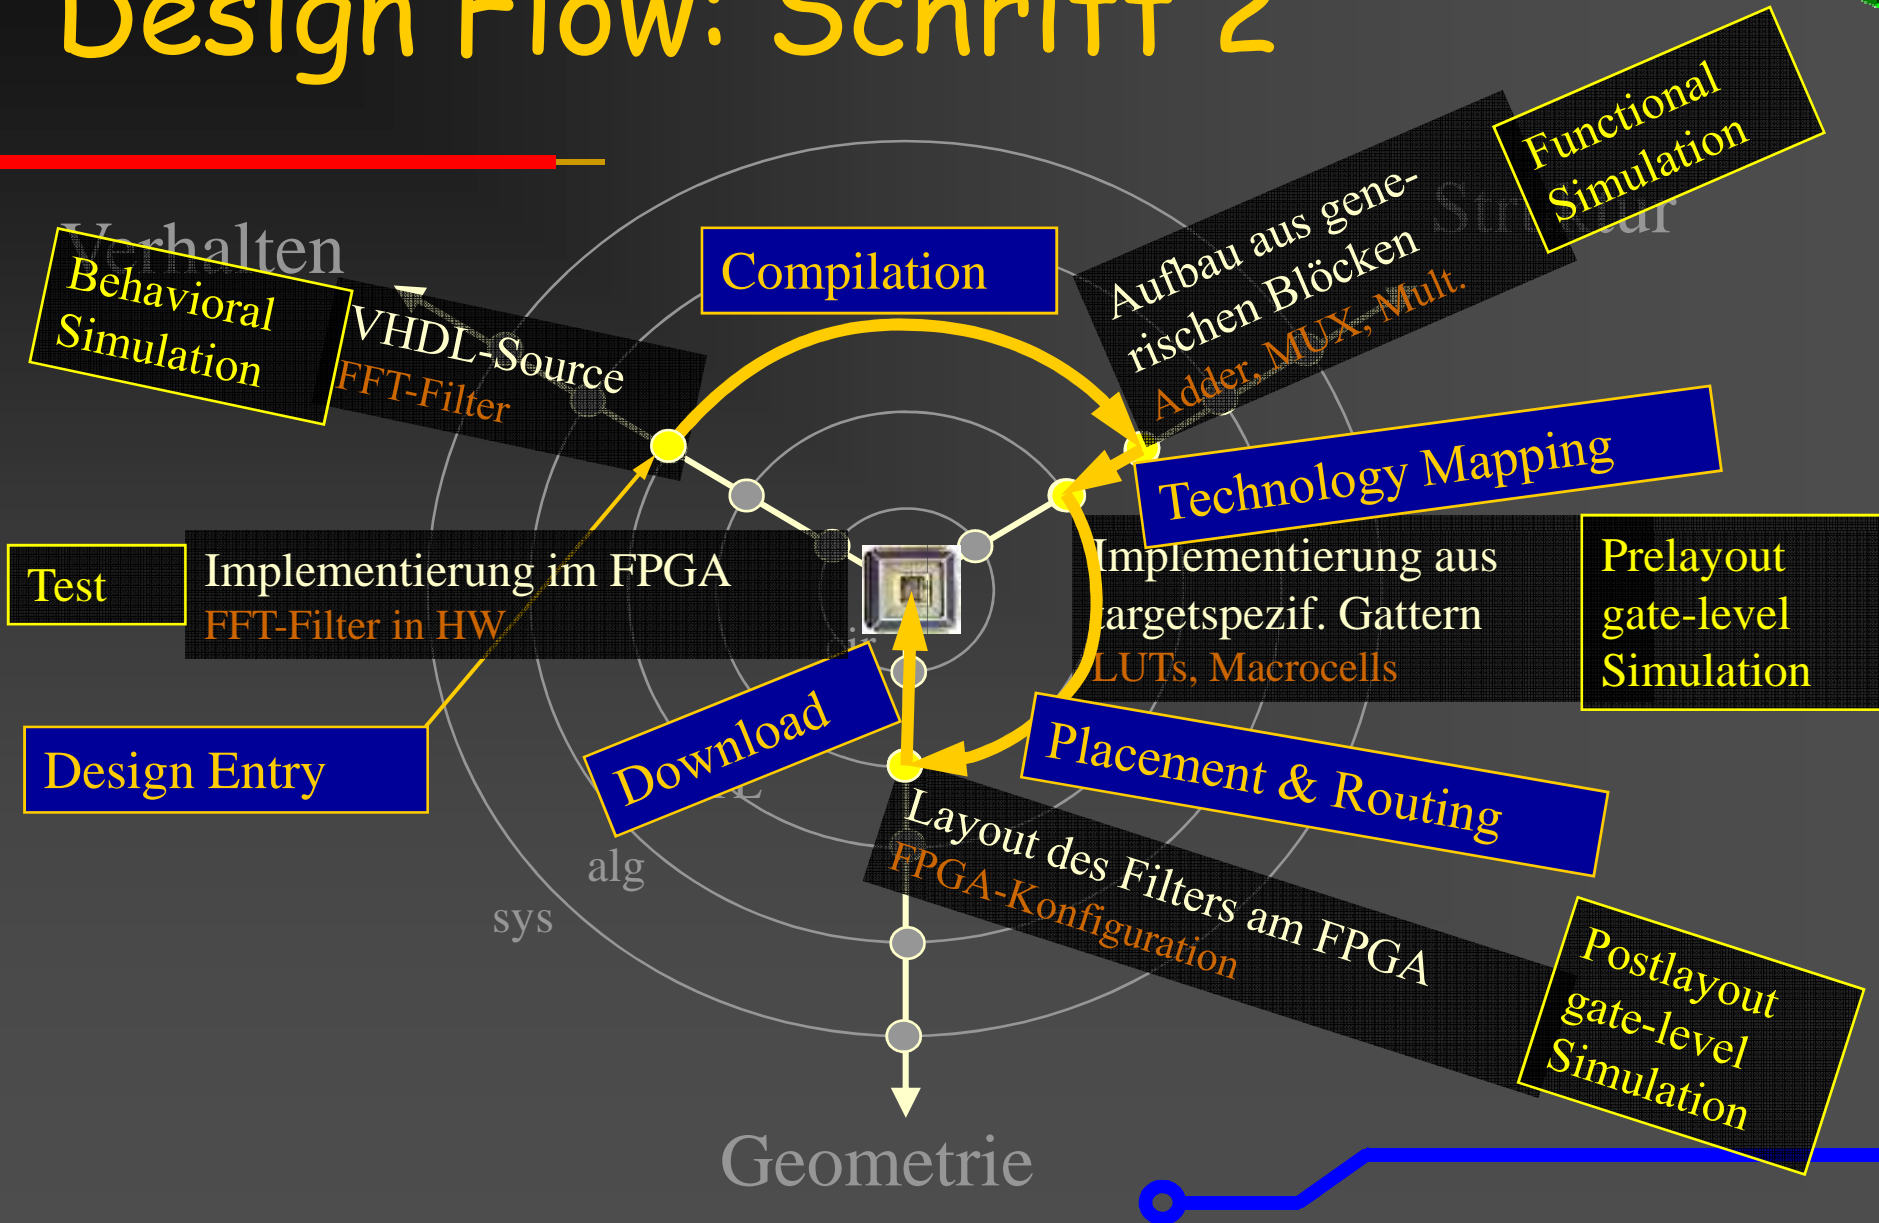 Design Flow: Schritt 2
Verhalten
Struktur
Functional
Simulation
Behavioral
Simulation
VHDL-Source
FFT-Filter
Compilation
Aufbau aus gene-
rischen Blöcken
Adder, MUX, Mult.
Technology Mapping
Test
Implementierung im FPGA
FFT-Filter in HW
Implementierung aus
targetspezif. Gattern
LUTs, Macrocells
Prelayout
gate-level
Simulation
Design Entry
Download
Placement & Routing
alg
sys
Layout des Filters am FPGA
FPGA-Konfiguration
Postlayout
gate-level
Simulation
Geometrie